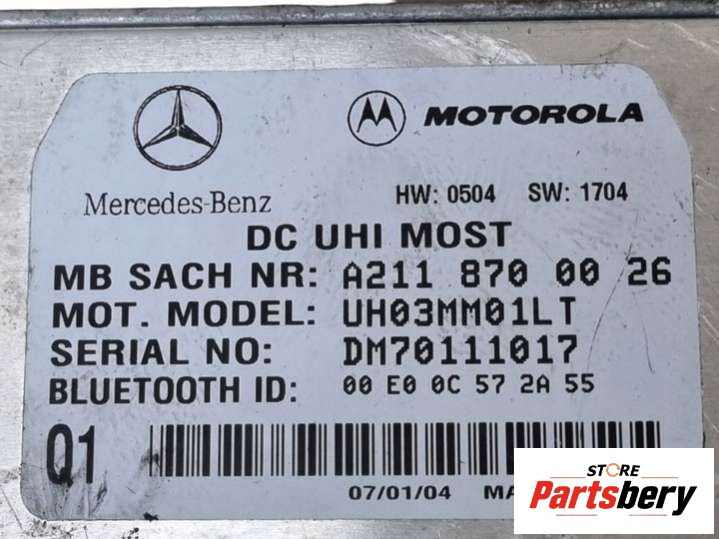 MOTOROLA
Mercedes-Benz
HW: 0504 SW: 1704
DC UHI MOST
MB SACH NR: A211 870 00 26
MOT. MODEL: UH03MM01LT
SERIAL NO: DM70111017
BLUETOOTH ID: 00 E0 0C 57 2A 55
Q1
07/01/04 MA
STORE
Partsbery